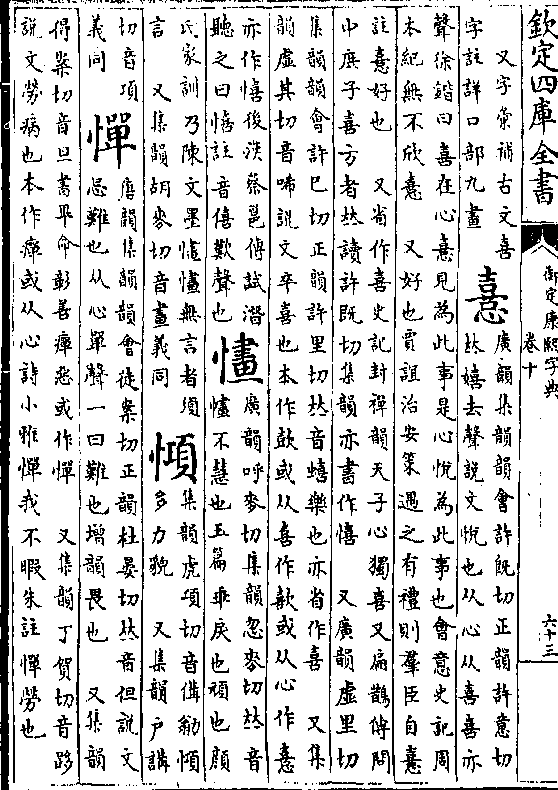 欽定四庫全書
御定康熙字典
卷十
六十三
又字彙補古文喜
字註詳口部九畫
憙
廣韻集韻韻會許旣切正韻許意切
𠀤嬉去聲說文悅也从心从喜喜亦
聲徐鍇曰喜在心憙見為此事是心悅為此事也會意史記周
本紀無不欣憙 又好也賈誼治安策遇之有禮則羣臣自憙
註憙好也 又省作喜史記封禪韻天子心獨喜又扁鵲傳問
中庶子喜方者𠀤讀許旣切集韻亦書作憘 又廣韻虛里切
集韻韻會許巳切正韻許里切𠀤音蟢樂也亦省作喜 又集
韻虛其切音唏說文卒喜也本作歖或从喜作歖或从心作憙
亦作憘後漢蔡邕傳試潛
聽之曰憘註音僖歎聲也
𢤱
廣韻呼麥切集韻忽麥切𠀤音
𢤱不慧也玉篇乖戾也頑也顏
氏家訓乃陳文墨𢤱𢤱無言者須
言 又集韻胡麥切音畫義同
㥧
集韻虎項切音傋㥧
多力貌 又集韻戶講
切音項
義同
憚
唐韻集韻韻會徒案切正韻杜晏切𠀤音但說文
忌難也从心單聲一曰難也增韻畏也 又集韻
得案切音旦書畢命彰善癉惡或作憚 又集韻丁賀切音跢
說文勞病也本作癉或从心詩小雅憚我不暇朱註憚勞也